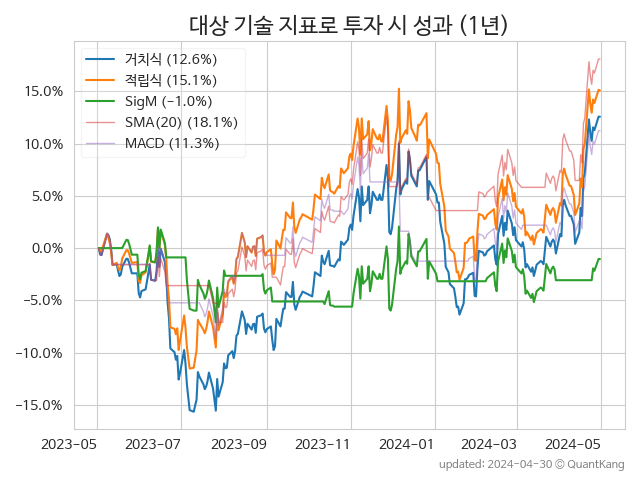 대상 기술 지표로 투자 시 성과 (1년)
거치식 (12.6%)
적립식 (15.1%)
SigM (−1.0%)
SMA(20) (18.1%)
MACD (11.3%)
15.0%
10.0%
5.0%
0.0%
−5.0%
−10.0%
−15.0%
2023-05 2023-07 2023-09 2023-11 2024-01 2024-03 2024-05
updated: 2024-04-30 © QuantKang